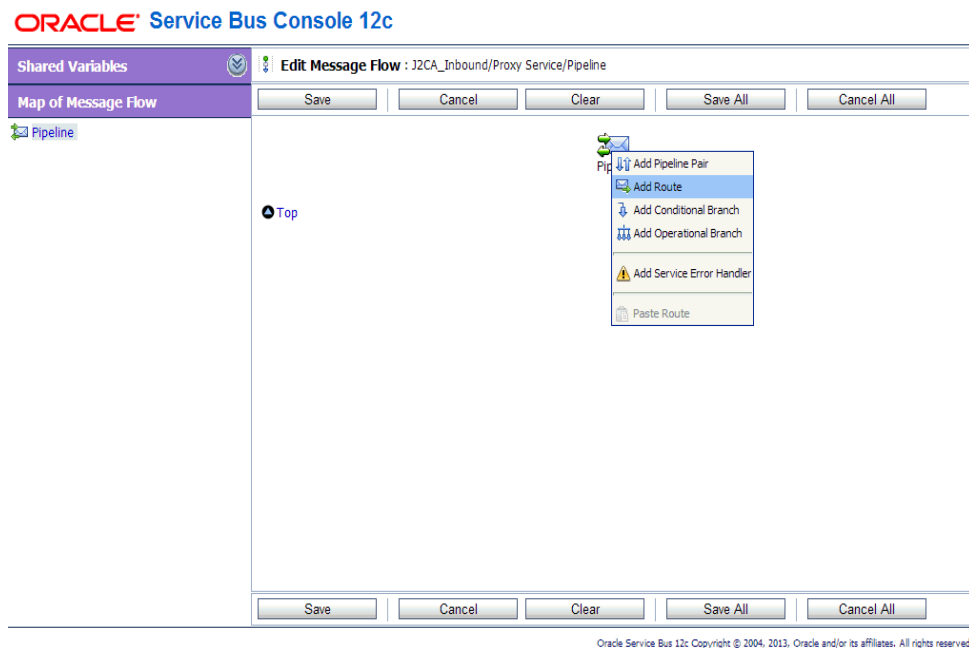 ORACLE Service Bus Console 12c
Shared Variables
Edit Message Flow : J2CA_Inbound/Proxy Service/Pipeline
Map of Message Flow
Save Cancel Clear Save All Cancel All
Pipeline
Pip
Add Pipeline Pair
Add Route
Top
Add Conditional Branch
Add Operational Branch
Add Service Error Handler
Paste Route
Save Cancel Clear Save All Cancel All
Oracle Service Bus 12c Copyright © 2004, 2013, Oracle and/or its affiliates. All rights reserved